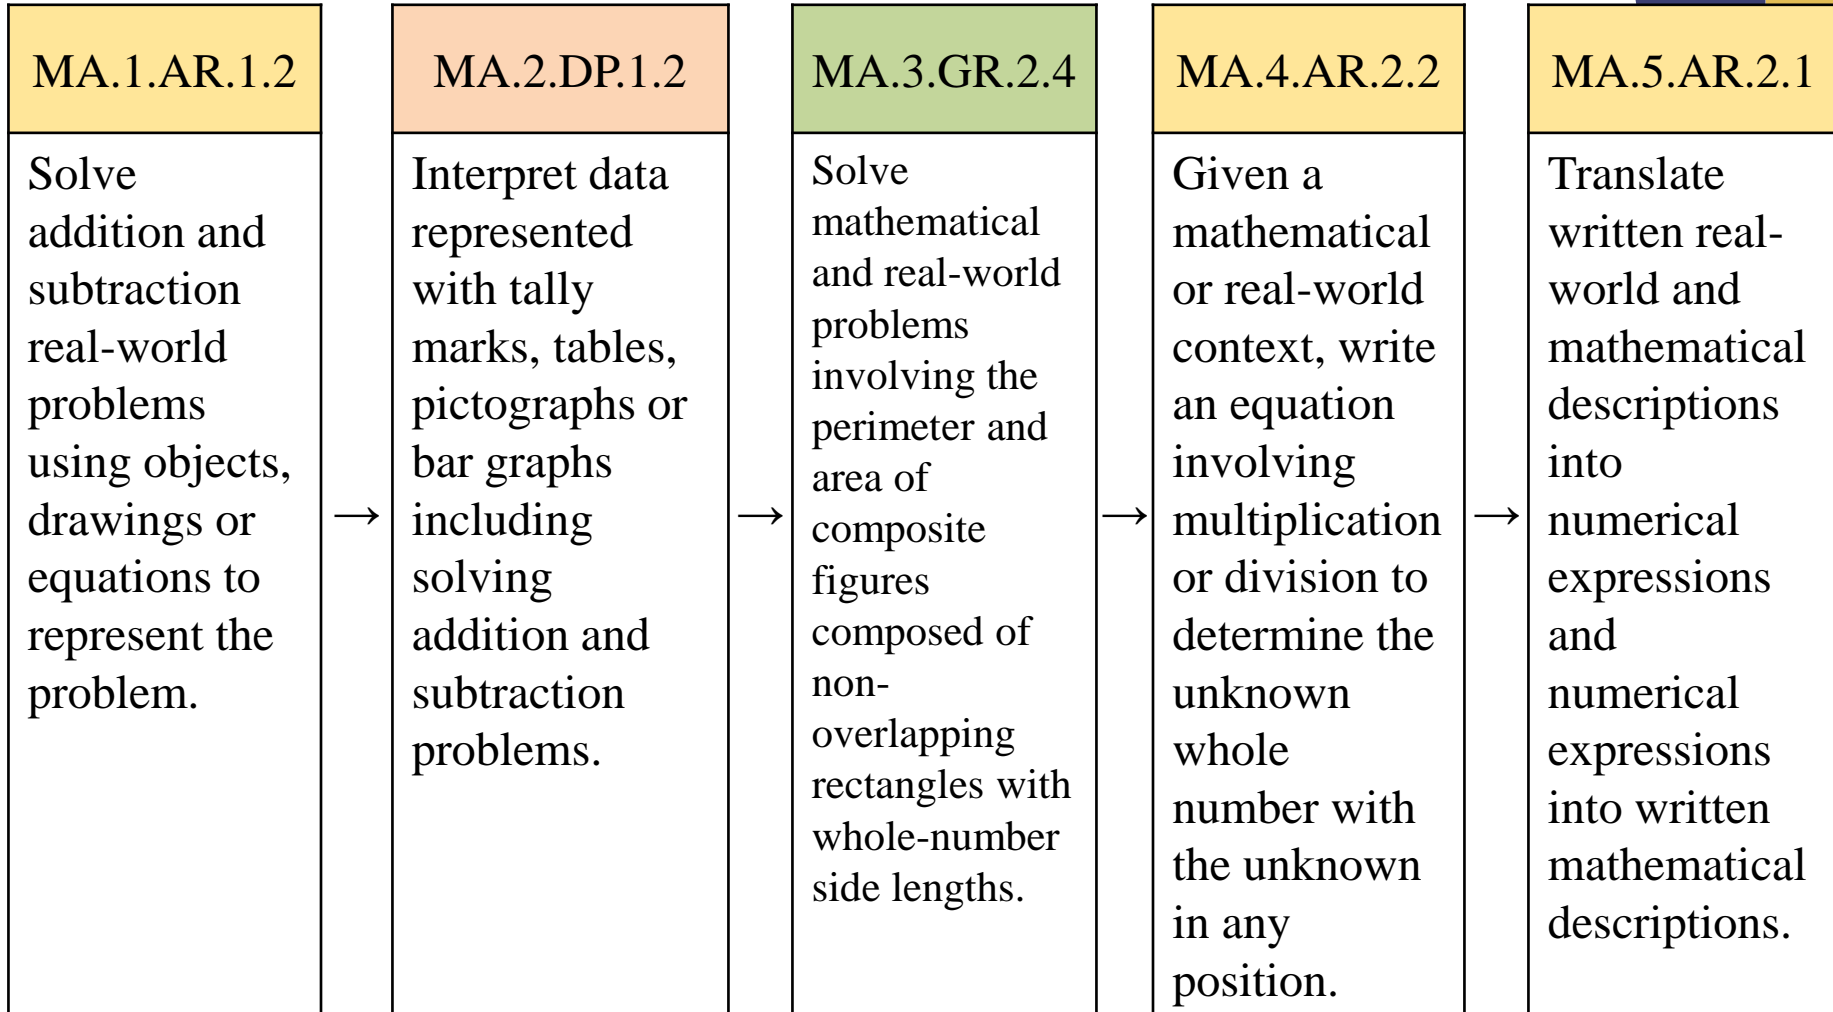 MA.1.AR.1.2
Solve
addition and
subtraction
real-world
problems
using objects,
drawings or
equations to
represent the
problem.
→
MA.2.DP.1.2
Interpret data
represented
with tally
marks, tables,
pictographs or
bar graphs
including
solving
addition and
subtraction
problems.
→
MA.3.GR.2.4
Solve
mathematical
and real-world
problems
involving the
perimeter and
area of
composite
figures
composed of
non-
overlapping
rectangles with
whole-number
side lengths.
→
MA.4.AR.2.2
Given a
mathematical
or real-world
context, write
an equation
involving
multiplication
or division to
determine the
unknown
whole
number with
the unknown
in any
position.
→
MA.5.AR.2.1
Translate
written real-
world and
mathematical
descriptions
into
numerical
expressions
and
numerical
expressions
into written
mathematical
descriptions.